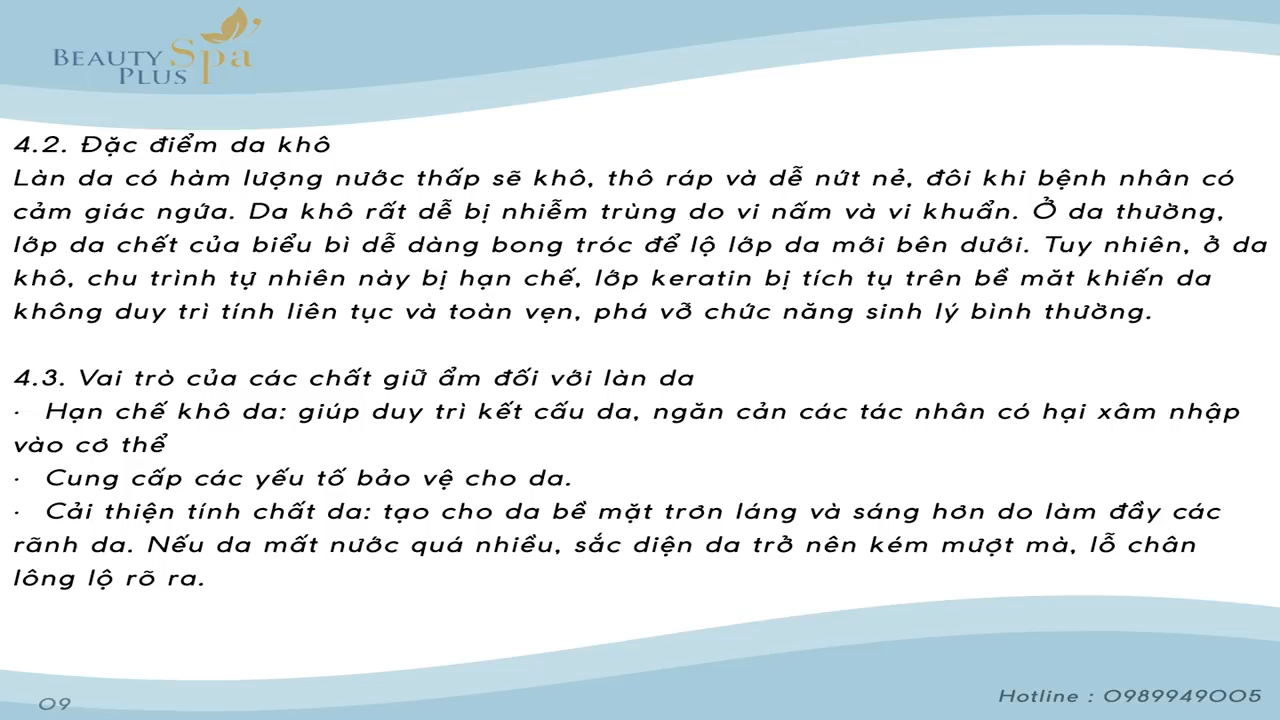 BEAUTY Spa
PLUS
4.2. Đặc điểm da khô
Làn da có hàm lượng nước thấp sẽ khô, thô ráp và dễ nứt nẻ, đôi khi bệnh nhân có
cảm giác ngứa. Da khô rất dễ bị nhiễm trùng do vi nấm và vi khuẩn. Ở da thường,
lớp da chết của biểu bì dễ dàng bong tróc để lộ lớp da mới bên dưới. Tuy nhiên, ở da
khô, chu trình tự nhiên này bị hạn chế, lớp keratin bị tích tụ trên bề măt khiến da
không duy trì tính liên tục và toàn vẹn, phá vỡ chức năng sinh lý bình thường.
4.3. Vai trò của các chất giữ ẩm đối với làn da
· Hạn chế khô da: giúp duy trì kết cấu da, ngăn cản các tác nhân có hại xâm nhập
vào cơ thể
· Cung cấp các yếu tố bảo vệ cho da.
· Cải thiện tính chất da: tạo cho da bề mặt trơn láng và sáng hơn do làm đầy các
rãnh da. Nếu da mất nước quá nhiều, sắc diện da trở nên kém mượt mà, lỗ chân
lông lộ rõ ra.
09
Hotline : 0989949005